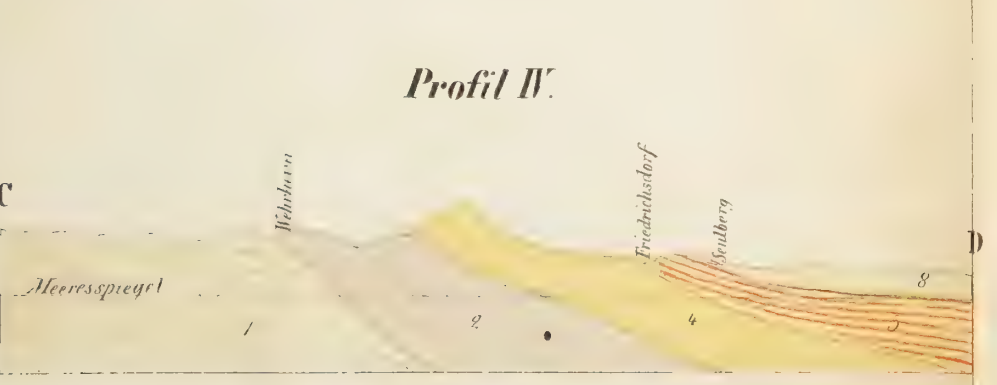 Profil IV.
C
Wehrheim
Friedrichsdorf
Seulberg
D
Meeresspiegel
8
1
2
4
5